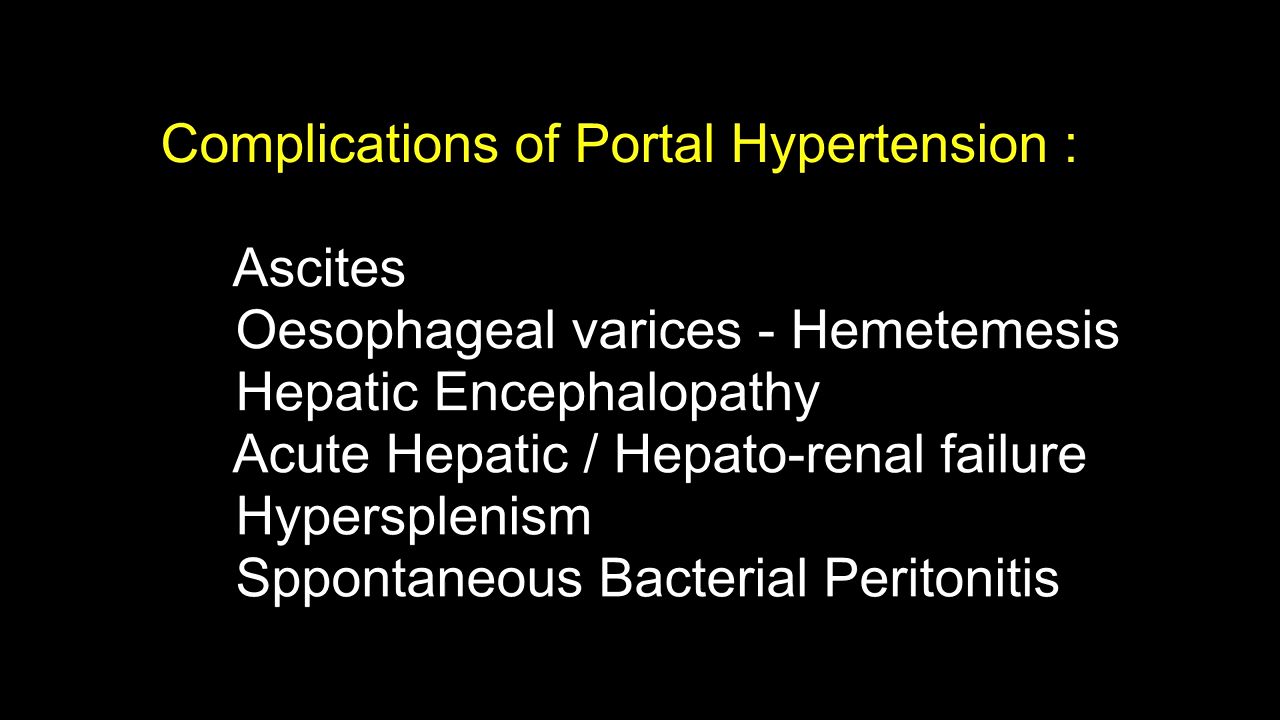 Complications of Portal Hypertension :
Ascites
Oesophageal varices - Hemetemesis
Hepatic Encephalopathy
Acute Hepatic / Hepato-renal failure
Hypersplenism
Sppontaneous Bacterial Peritonitis